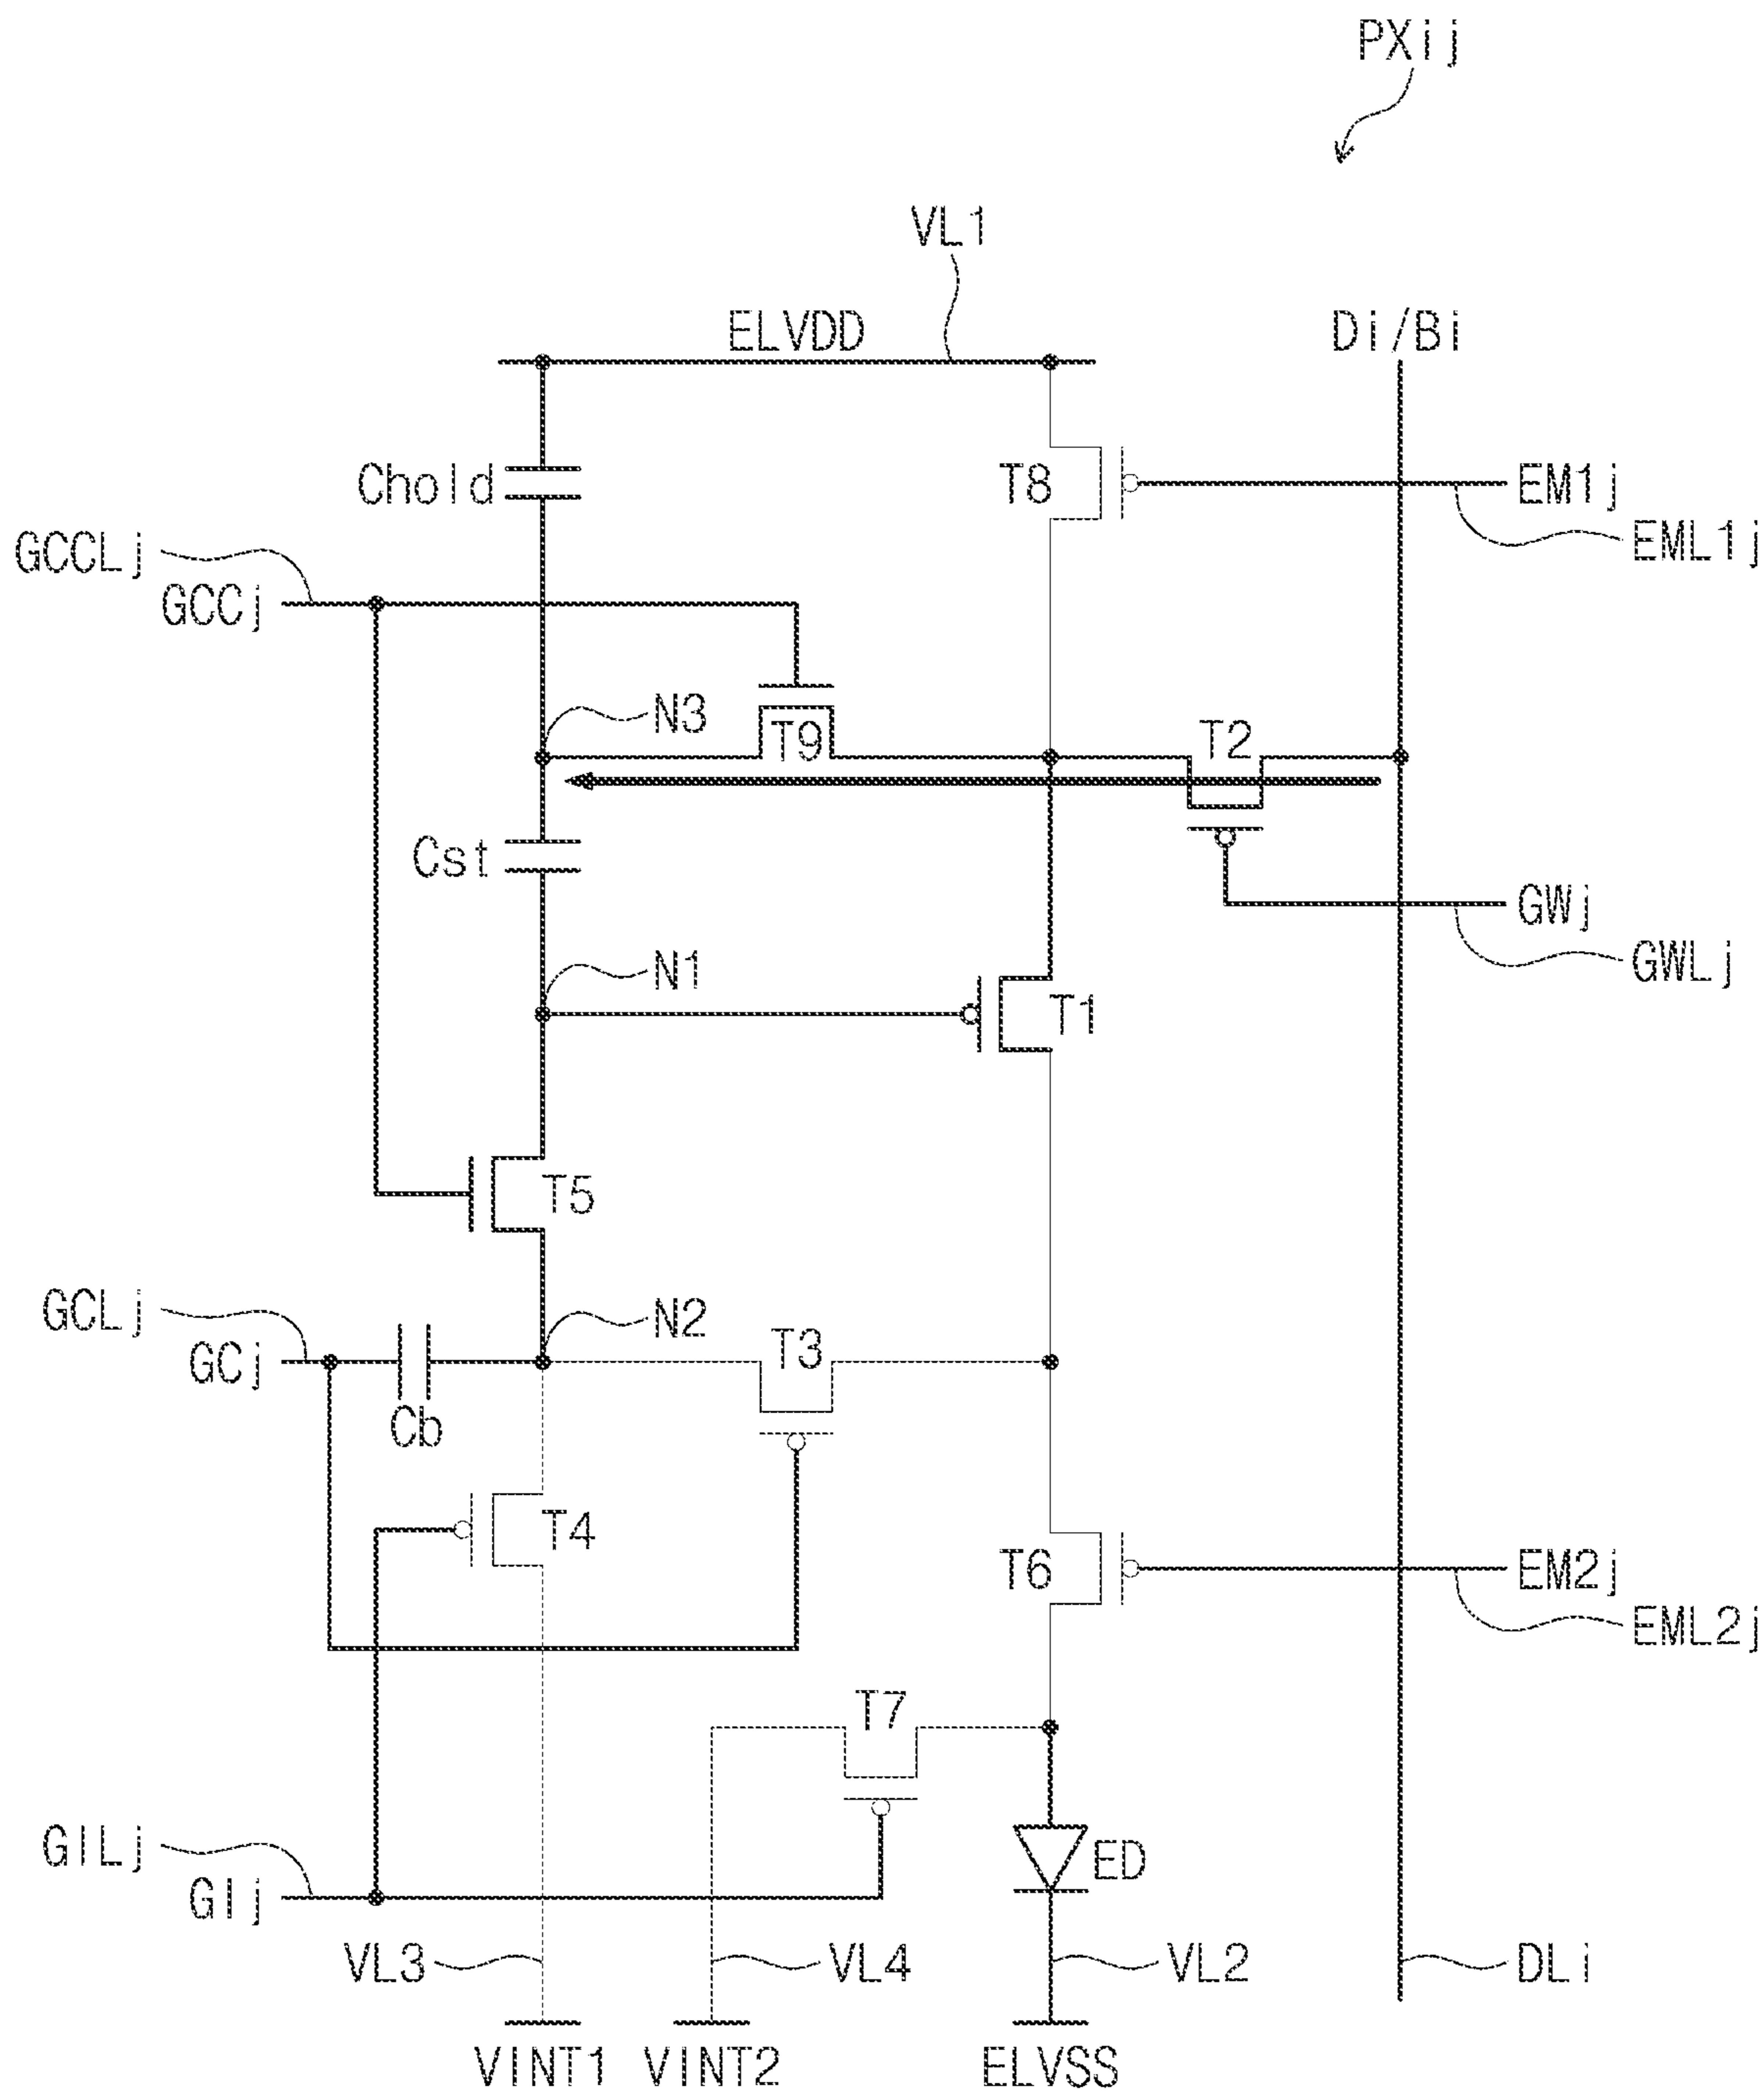 PXij
VL1
ELVDD
Di/Bi
Chold
T8
EM1j
EML1j
GCCLj
GCCj
N3
T9
T2
Cst
GWj
GWLj
N1
T1
T5
GCLj
GCj
N2
T3
Cb
T4
T6
EM2j
EML2j
T7
GILj
GIj
ED
VL3
VL4
VL2
DLi
VINT1
VINT2
ELVSS